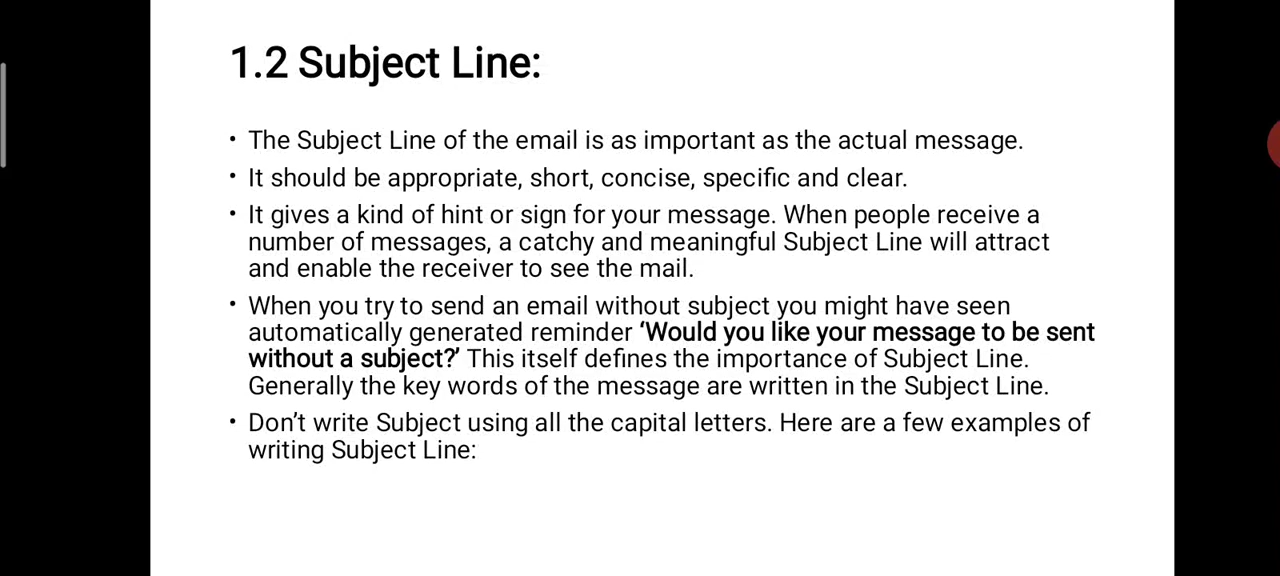 1.2 Subject Line:
• The Subject Line of the email is as important as the actual message.
• It should be appropriate, short, concise, specific and clear.
• It gives a kind of hint or sign for your message. When people receive a
number of messages, a catchy and meaningful Subject Line will attract
and enable the receiver to see the mail.
• When you try to send an email without subject you might have seen
automatically generated reminder ‘Would you like your message to be sent
without a subject?’ This itself defines the importance of Subject Line.
Generally the key words of the message are written in the Subject Line.
• Don’t write Subject using all the capital letters. Here are a few examples of
writing Subject Line: